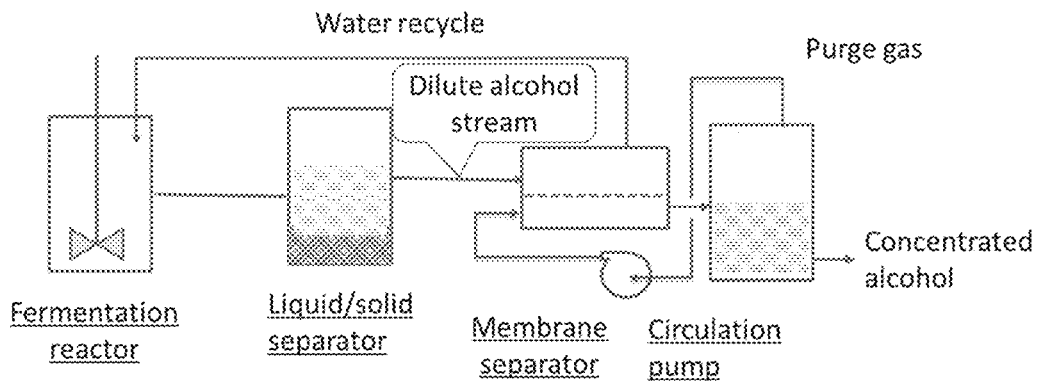 Water recycle
Purge gas
Dilute alcohol
stream
Concentrated
alcohol
Fermentation
reactor
Liquid/solid
separator
Membrane
separator
Circulation
pump